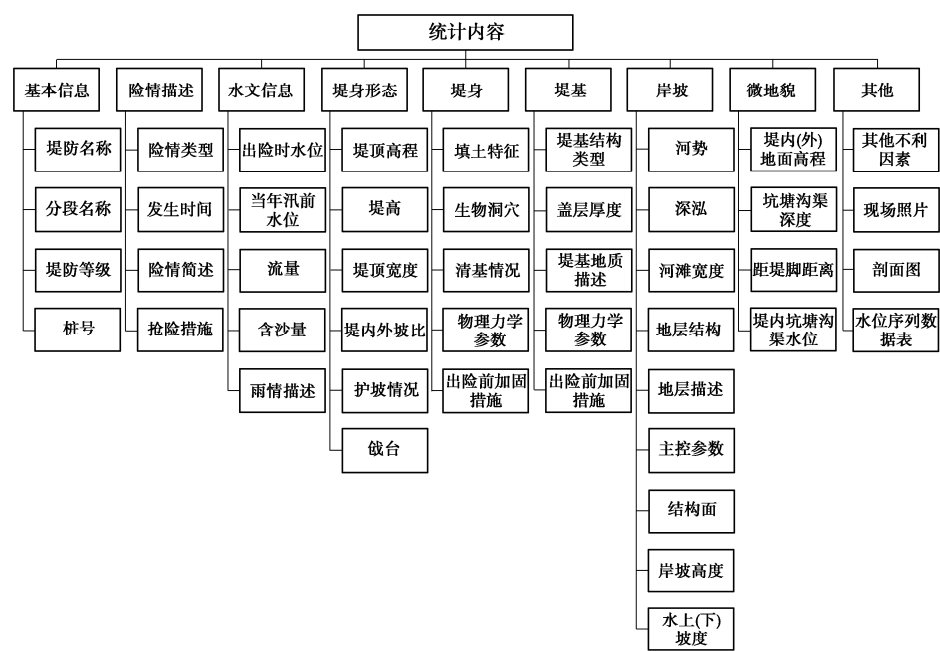 统计内容
基本信息
险情描述
水文信息
堤身形态
堤身
堤基
岸坡
微地貌
其他
堤防名称
分段名称
堤防等级
桩号
险情类型
发生时间
险情简述
抢险措施
出险时水位
当年汛前
水位
流量
含沙量
雨情描述
堤顶高程
堤高
堤顶宽度
堤内外坡比
护坡情况
戗台
填土特征
生物洞穴
清基情况
物理力学
参数
出险前加固
措施
堤基结构
类型
盖层厚度
堤基地质
描述
物理力学
参数
出险前加固
措施
河势
深泓
河滩宽度
地层结构
地层描述
主控参数
结构面
岸坡高度
水上(下)
坡度
堤内(外)
地面高程
坑塘沟渠
深度
距堤脚距离
堤内坑塘沟
渠水位
其他不利
因素
现场照片
剖面图
水位序列数
据表